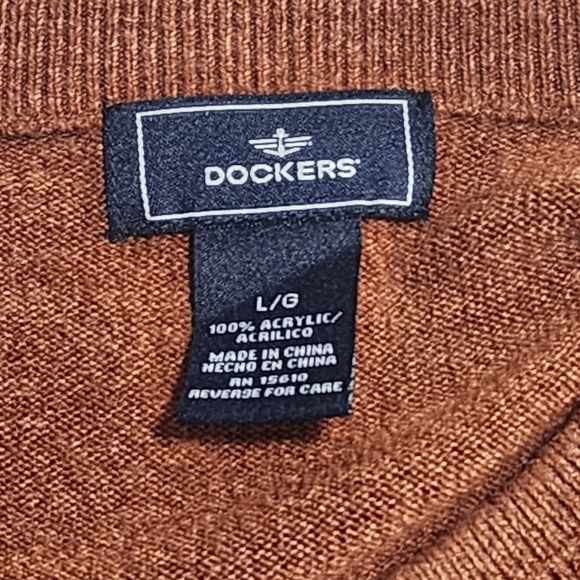 DOCKERS
L/G
100% ACRYLIC/
ACRILICO
MADE IN CHINA
HECHO EN CHINA
RN 15610
REVERSE FOR CARE